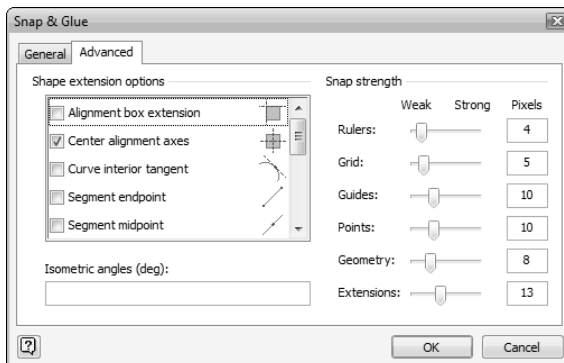 Snap & Glue
General
Advanced
Shape extension options
Alignment box extension
Center alignment axes
Curve interior tangent
Segment endpoint
Segment midpoint
Isometric angles (deg):
Snap strength
Weak Strong Pixels
Rulers: 4
Grid: 5
Guides: 10
Points: 10
Geometry: 8
Extensions: 13
OK
Cancel